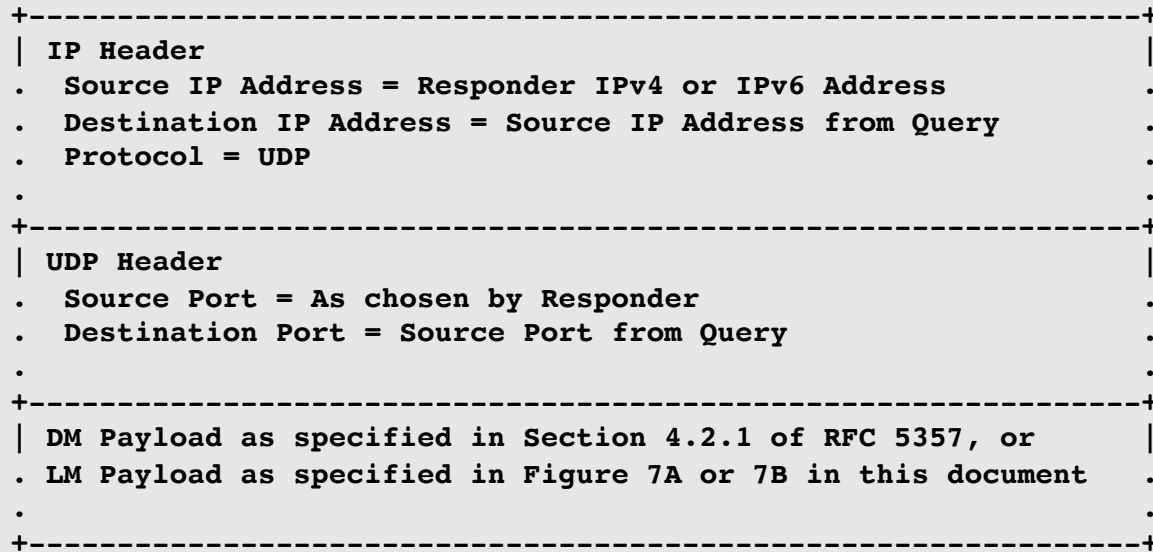 +---------------------------------------------------------------+
| IP Header                                                     |
.  Source IP Address = Responder IPv4 or IPv6 Address           .
.  Destination IP Address = Source IP Address from Query        .
.  Protocol = UDP                                               .
.                                                               .
+---------------------------------------------------------------+
| UDP Header                                                    |
.  Source Port = As chosen by Responder                         .
.  Destination Port = Source Port from Query                    .
.                                                               .
+---------------------------------------------------------------+
| DM Payload as specified in Section 4.2.1 of RFC 5357, or      |
. LM Payload as specified in Figure 7A or 7B in this document   .
.                                                               .
+---------------------------------------------------------------+